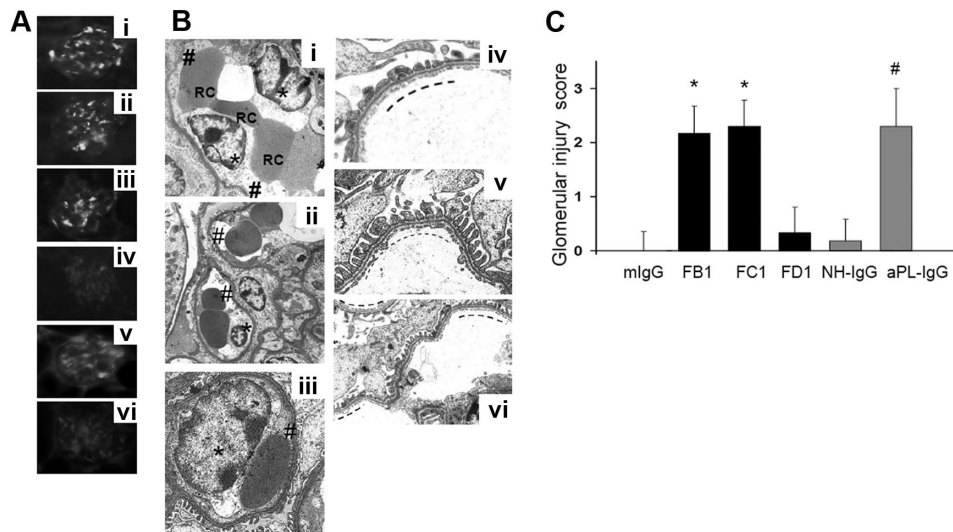 A
i
ii
iii
iv
v
vi
B
i
#
RC
*
RC
*
RC
#
ii
#
#
*
iii
#
*
iv
v
vi
C
Glomerular injury score
3
2
1
0
*
*
#
mIgG FB1 FC1 FD1 NH-IgG aPL-IgG